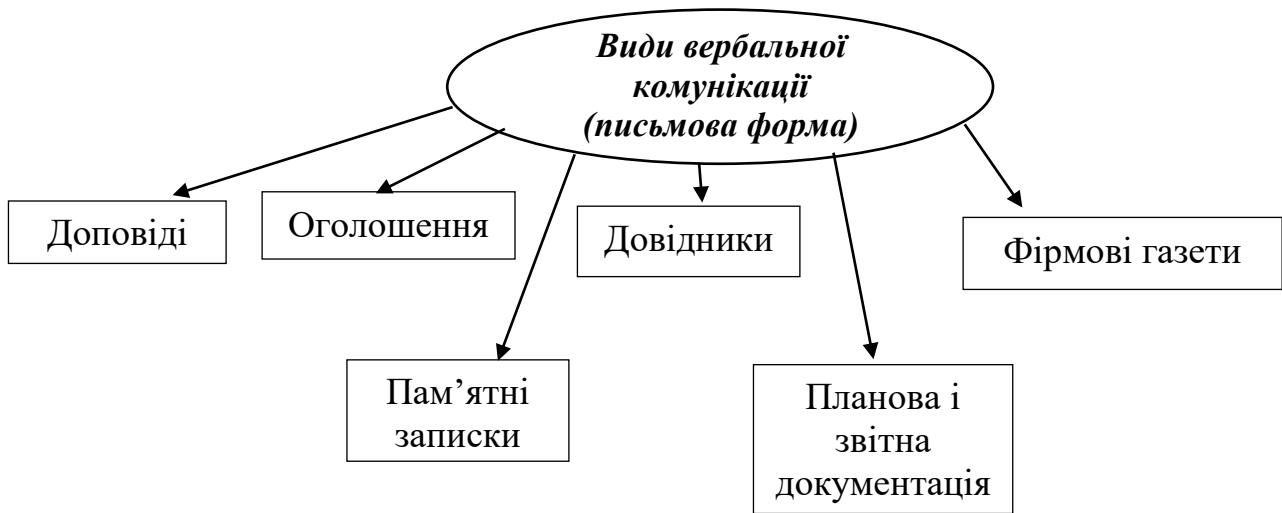 Види вербальної
комунікації
(письмова форма)
Доповіді
Оголошення
Довідники
Фірмові газети
Пам’ятні
записки
Планова і
звітна
документація